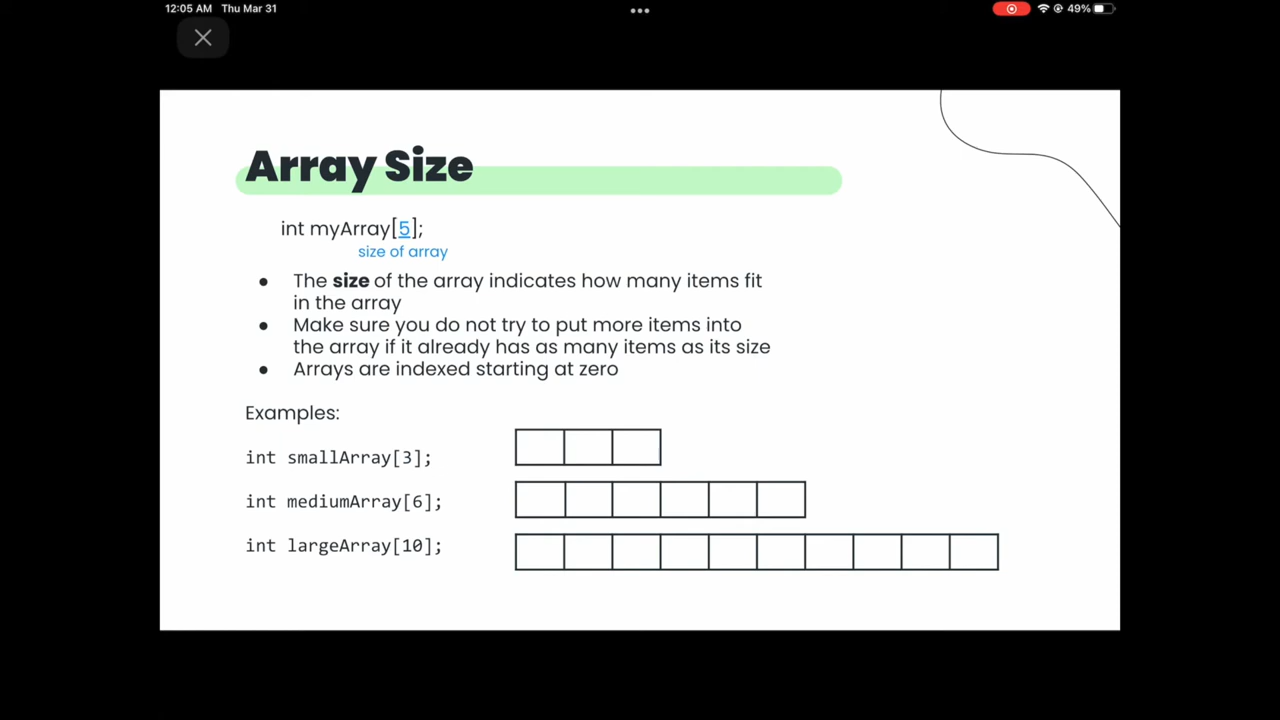 12:05 AM Thu Mar 31
49%
Array Size
int myArray[5];
size of array
● The size of the array indicates how many items fit
in the array
● Make sure you do not try to put more items into
the array if it already has as many items as its size
● Arrays are indexed starting at zero
Examples:
int smallArray[3];
int mediumArray[6];
int largeArray[10];